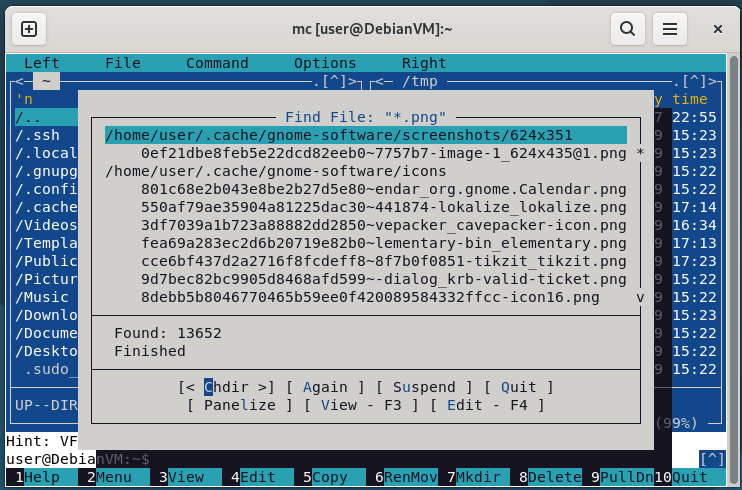 mc [user@DebianVM]:~
Left File Command Options Right
<─ ~ .[^]> <─ /tmp .[^]>
'n y time
/.. 7 22:55
/.ssh 9 15:23
/.local 9 15:23
/.gnupg 9 15:22
/.confi 9 15:22
/.cache 9 17:14
/Videos 9 16:34
/Templa 9 17:13
/Public 9 15:23
/Pictur 9 15:22
/Music 9 15:22
/Downlo 9 15:23
/Docume 9 15:22
/Deskto 9 15:22
.sudo_ 9 15:22
UP--DIR
(99%)
Find File: "*.png"
/home/user/.cache/gnome-software/screenshots/624x351
0ef21dbe8feb5e22dcd82eeb0~7757b7-image-1_624x435@1.png *
/home/user/.cache/gnome-software/icons
801c68e2b043e8be2b27d5e80~endar_org.gnome.Calendar.png
550af79ae35904a81225dac30~441874-lokalize_lokalize.png
3df7039a1b723a88882dd2850~vepacker_cavepacker-icon.png
fea69a283ec2d6b20719e82b0~lementary-bin_elementary.png
cce6bf437d2a2716f8fcdeff8~8f7b0f0851-tikzit_tikzit.png
9d7bec82bc9905d8468afd599~-dialog_krb-valid-ticket.png
8debb5b8046770465b59ee0f420089584332ffcc-icon16.png v
Found: 13652
Finished
[< Chdir >] [ Again ] [ Suspend ] [ Quit ]
[ Panelize ] [ View - F3 ] [ Edit - F4 ]
Hint: VF
user@DebianVM:~$ [^]
1Help 2Menu 3View 4Edit 5Copy 6RenMov 7Mkdir 8Delete 9PullDn 10Quit